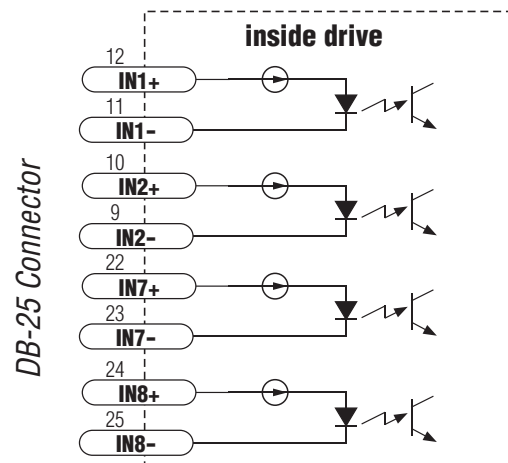 inside drive
DB-25 Connector
12
IN1+
11
IN1-
10
IN2+
9
IN2-
22
IN7+
23
IN7-
24
IN8+
25
IN8-